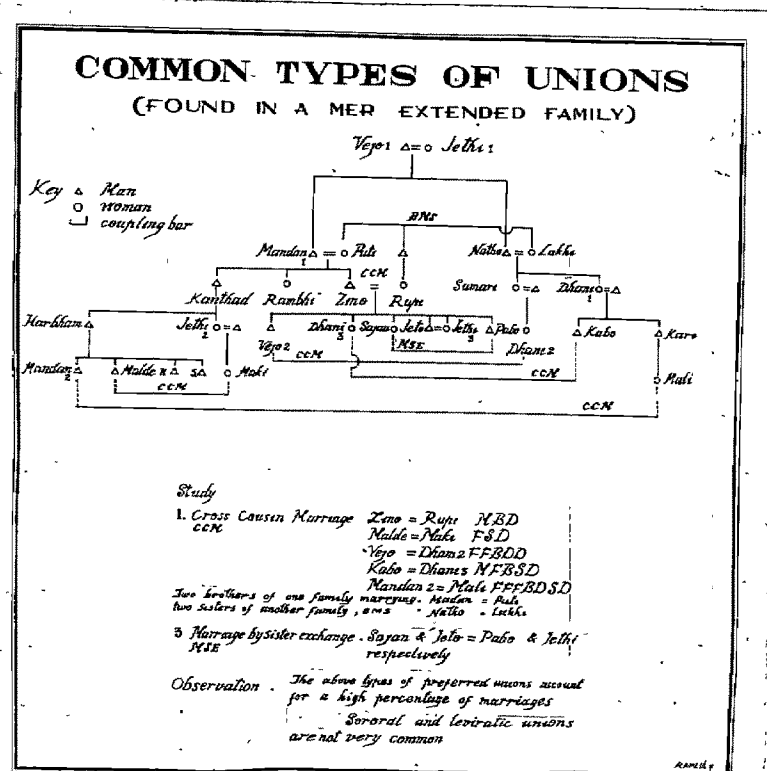 COMMON TYPES OF UNIONS
(FOUND IN A MER EXTENDED FAMILY)
Vejo 1 = Jethi 1
Key Man
Woman
coupling bar
BMS
Mandan 1 = Puti Natho = Lakhi
CCM
Kanthad Rambhi Zino Rupi Sumari = Dhani 1 =
Harbham Jethi 2 = Vejo 2 Dhani 3 Sajan Jeto = Jethi 3 Pabo Dhani 2 Kabo Karo
MSE
CCM
Mandan 2 Malde Maki CCM Mali
CCM
CCM
Study
1. Cross Cousin Marriage Zino = Rupi MBD
CCM Malde = Maki FSD
Vejo = Dhani 2 FFBDD
Kabo = Dhani 3 MFBSD
Mandan 2 = Mali FFFBDSD
Two brothers of one family marrying. Madan = Puti
two sisters of another family, BMS " Natho = Lakhi
3 Marriage by sister exchange. Sajan & Jeto = Pabo & Jethi
MSE respectively
Observation. The above types of preferred unions account
for a high percentage of marriages
Sororal and leviratic unions
are not very common